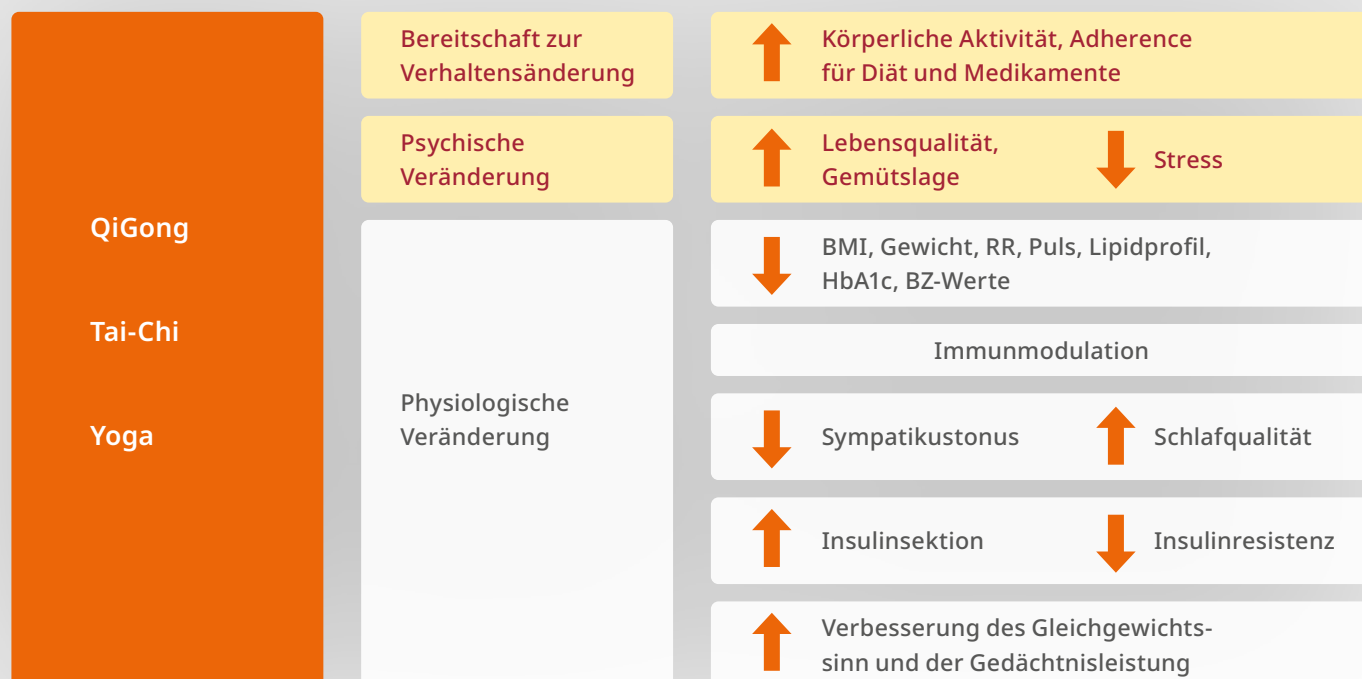 QiGong
Tai-Chi
Yoga
Bereitschaft zur
Verhaltensänderung
Körperliche Aktivität, Adherence
für Diät und Medikamente
Psychische
Veränderung
Lebensqualität,
Gemütslage
Stress
Physiologische
Veränderung
BMI, Gewicht, RR, Puls, Lipidprofil,
HbA1c, BZ-Werte
Immunmodulation
Sympatikustonus
Schlafqualität
Insulinsektion
Insulinresistenz
Verbesserung des Gleichgewichts-
sinn und der Gedächtnisleistung